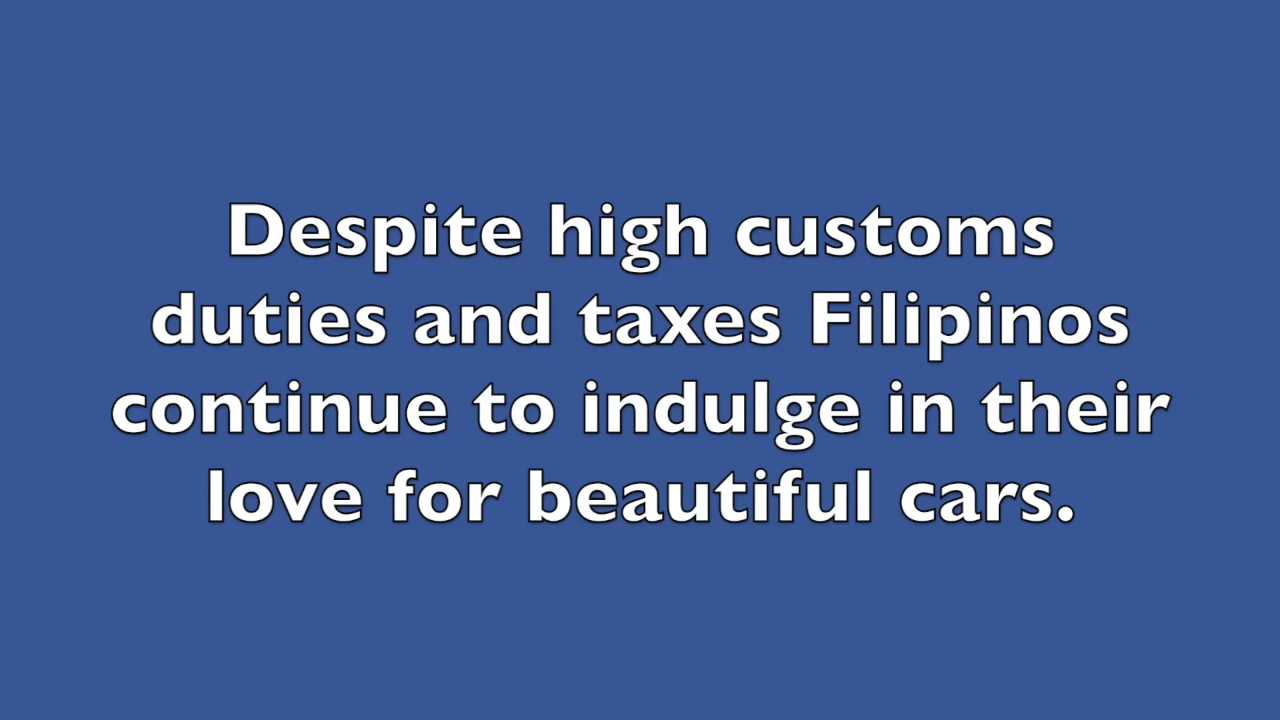 Despite high customs
duties and taxes Filipinos
continue to indulge in their
love for beautiful cars.